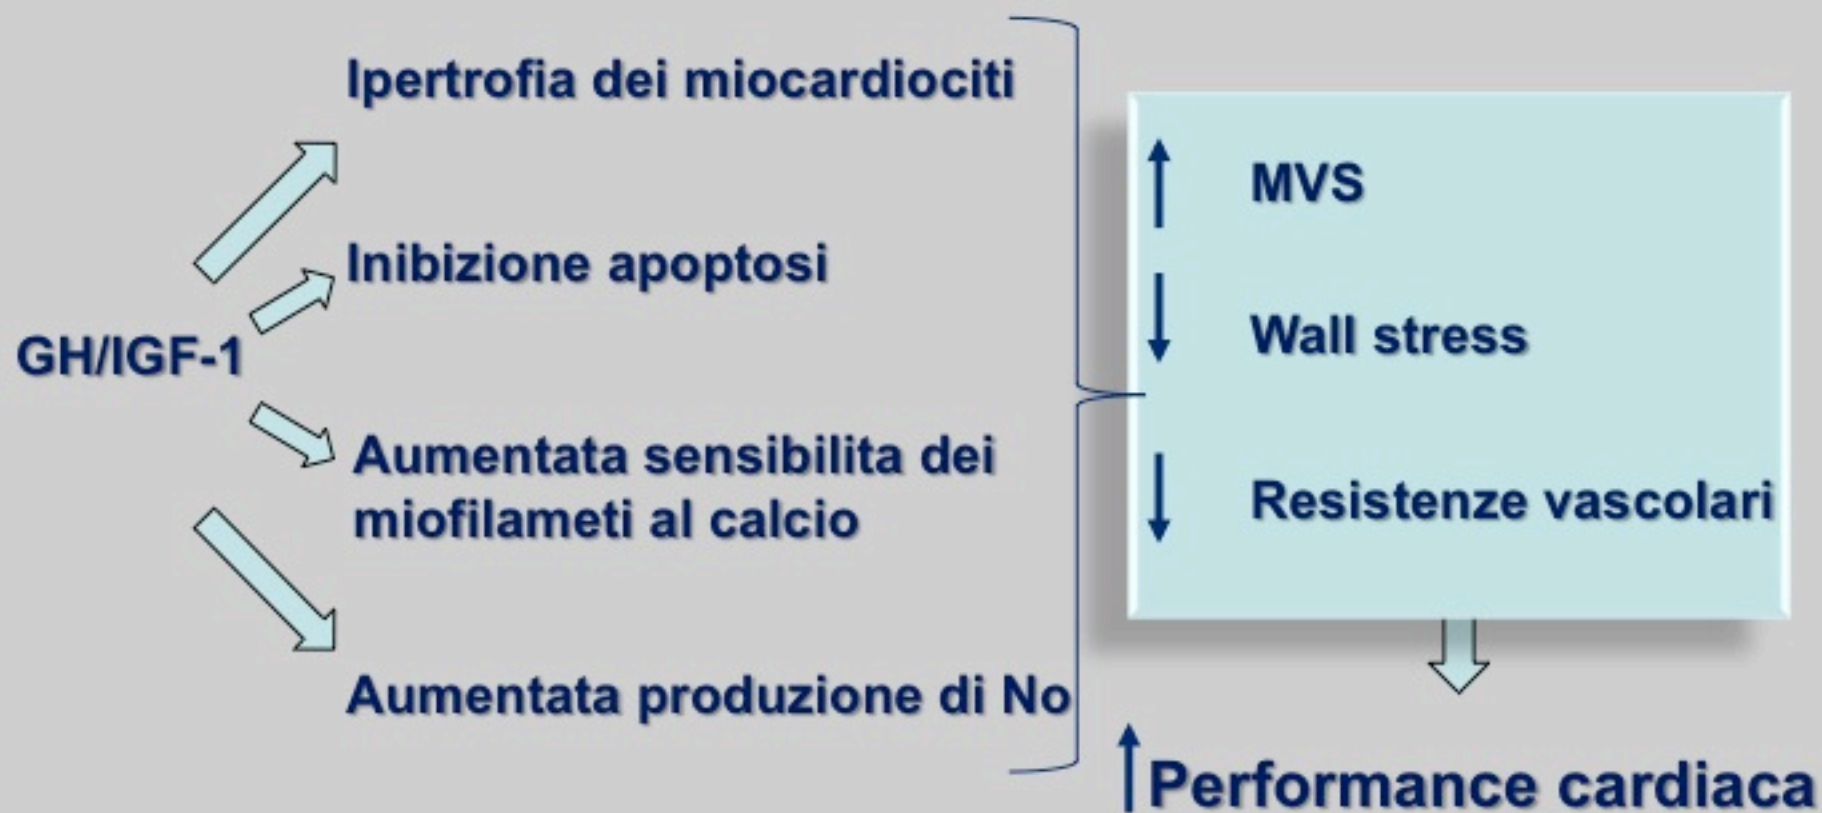 GH/IGF-1
Ipertrofia dei miocardiociti
Inibizione apoptosi
Aumentata sensibilita dei
miofilameti al calcio
Aumentata produzione di No
MVS
Wall stress
Resistenze vascolari
Performance cardiaca